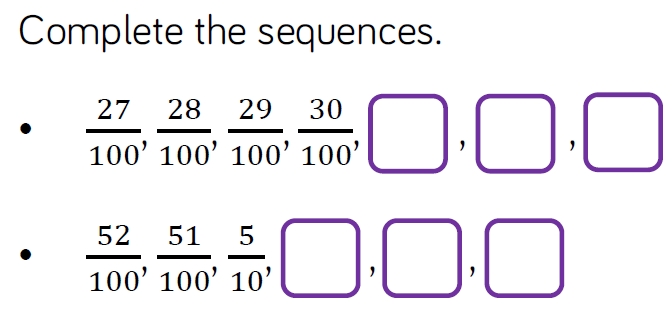 Complete the sequences.
• 27/100, 28/100, 29/100, 30/100, , ,
• 52/100, 51/100, 5/10, , ,